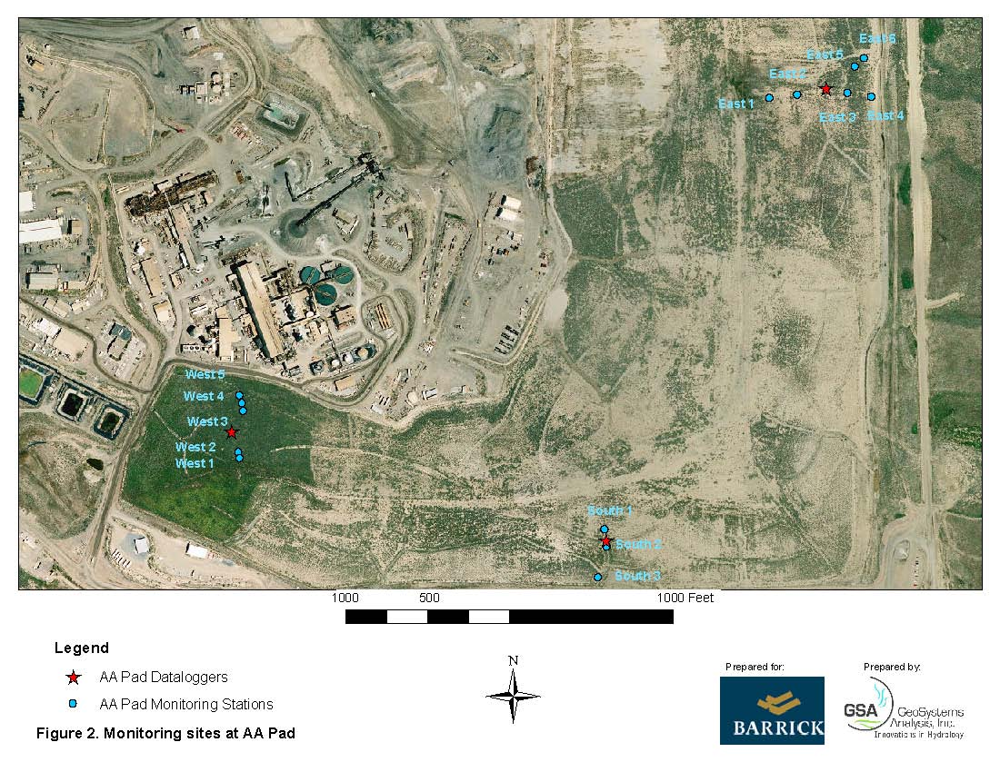 East 6
East 5
East 2
East 1
East 3
East 4
West 5
West 4
West 3
West 2
West 1
South 1
South 2
South 3
1000 500 1000 Feet
Legend
AA Pad Dataloggers
AA Pad Monitoring Stations
Figure 2. Monitoring sites at AA Pad
N
Prepared for:
BARRICK
Prepared by:
GSA GeoSystems
Analysis, Inc.
Innovations in Hydrology